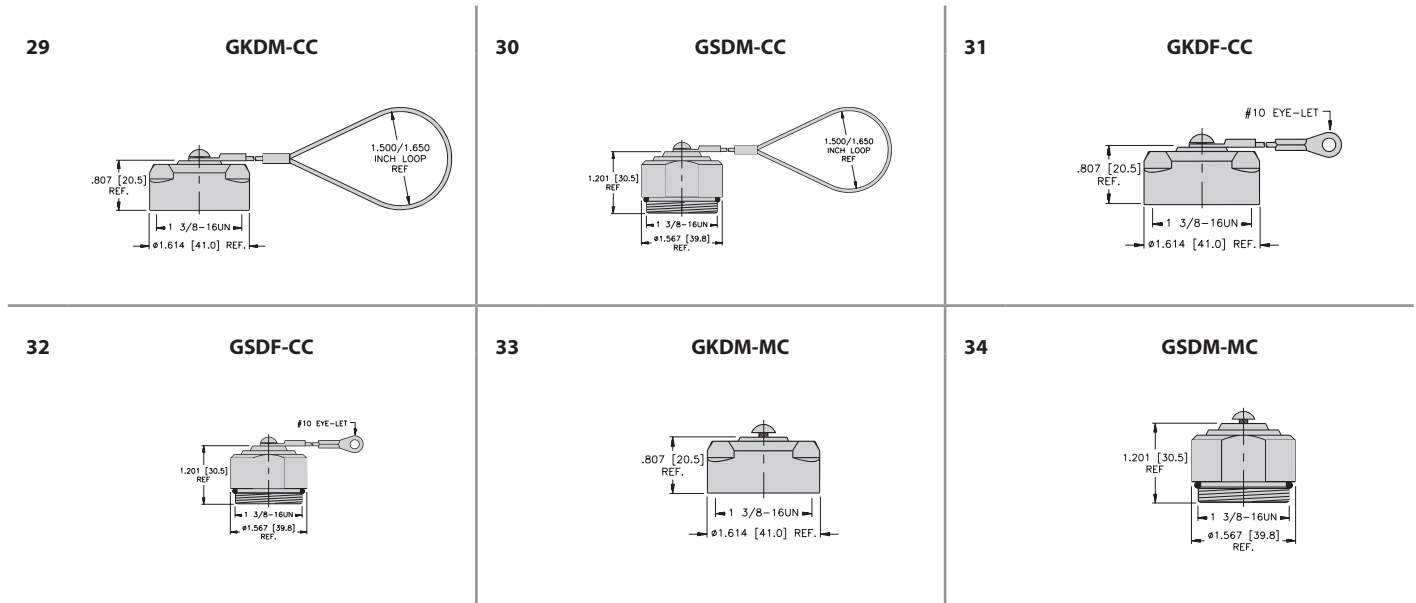 29 GKDM-CC
.807 [20.5]
REF.
1.500/1.650
INCH LOOP
REF
1 3/8-16UN
ø1.614 [41.0] REF.
30 GSDM-CC
1.201 [30.5]
REF
1.500/1.650
INCH LOOP
REF
1 3/8-16UN
ø1.567 [39.8]
REF.
31 GKDF-CC
#10 EYE-LET
.807 [20.5]
REF.
1 3/8-16UN
ø1.614 [41.0] REF.
32 GSDF-CC
#10 EYE-LET
1.201 [30.5]
REF
1 3/8-16UN
ø1.567 [39.8]
REF.
33 GKDM-MC
.807 [20.5]
REF.
1 3/8-16UN
ø1.614 [41.0] REF.
34 GSDM-MC
1.201 [30.5]
REF
1 3/8-16UN
ø1.567 [39.8]
REF.